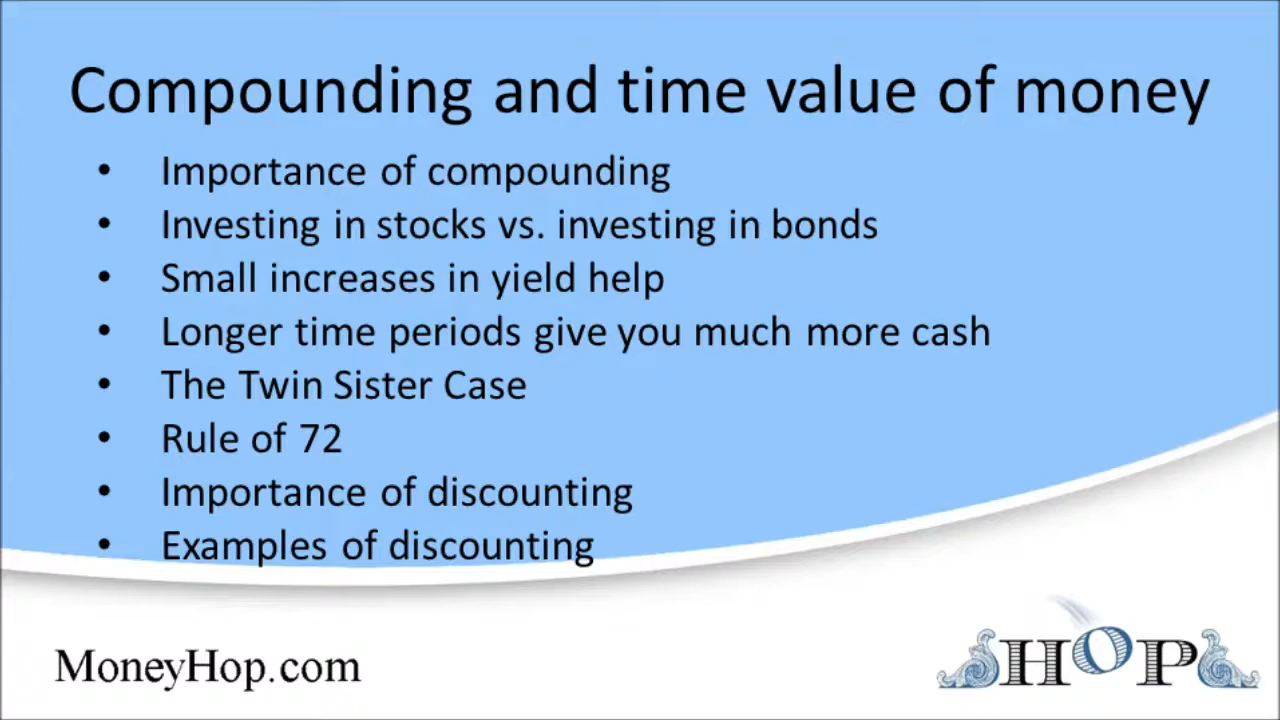 Compounding and time value of money
• Importance of compounding
• Investing in stocks vs. investing in bonds
• Small increases in yield help
• Longer time periods give you much more cash
• The Twin Sister Case
• Rule of 72
• Importance of discounting
• Examples of discounting
MoneyHop.com
HOP